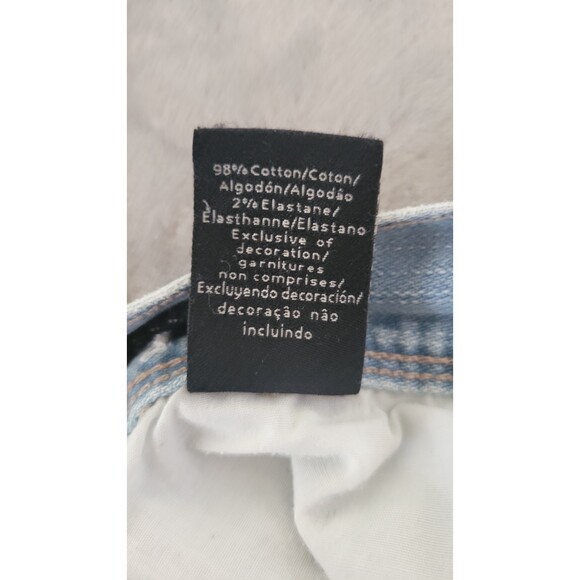 98% Cotton/Coton/
Algodón/Algodão
2% Elastane/
Elasthanne/Elastano
Exclusive of
decoration/
garnitures
non comprises/
Excluyendo decoración/
decoração não
incluindo